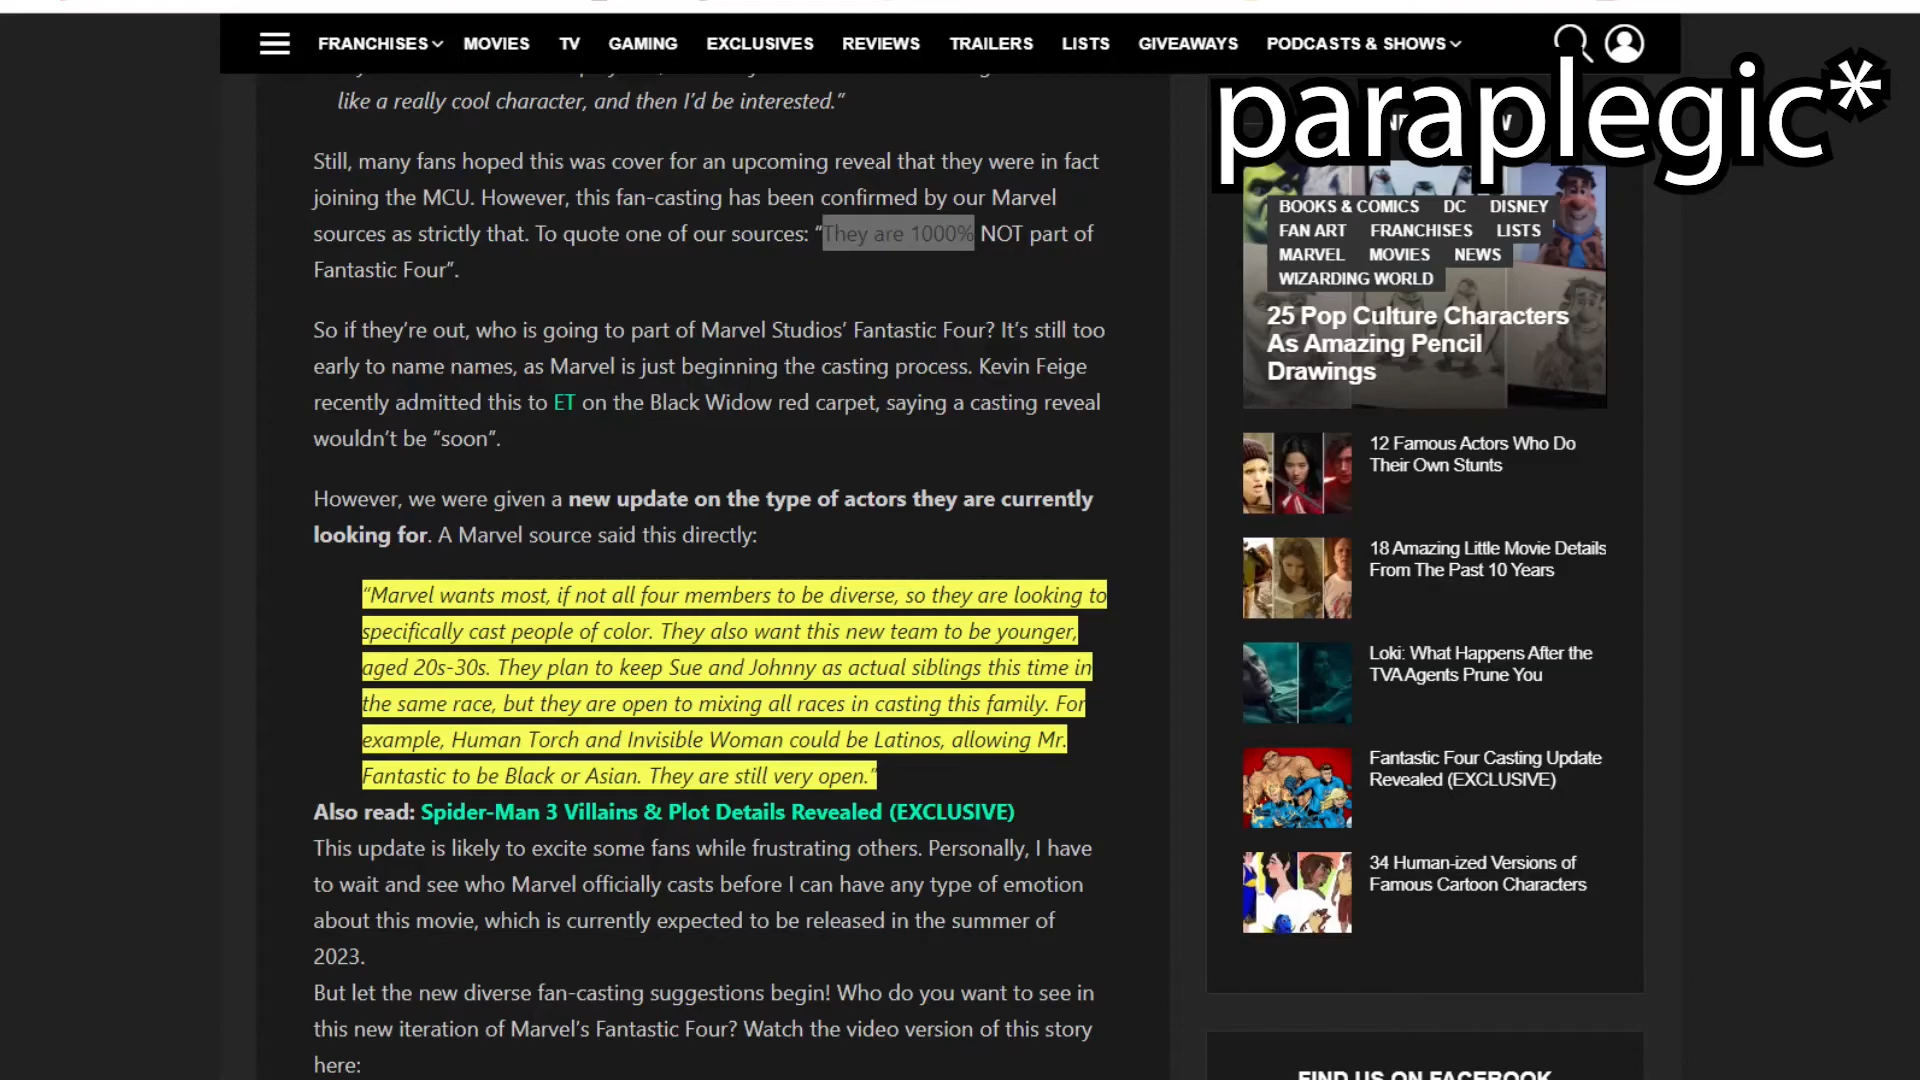 FRANCHISES MOVIES TV GAMING EXCLUSIVES REVIEWS TRAILERS LISTS GIVEAWAYS PODCASTS & SHOWS
paraplegic*
like a really cool character, and then I’d be interested.”
Still, many fans hoped this was cover for an upcoming reveal that they were in fact
joining the MCU. However, this fan-casting has been confirmed by our Marvel
sources as strictly that. To quote one of our sources: “They are 1000% NOT part of
Fantastic Four”.
So if they’re out, who is going to part of Marvel Studios’ Fantastic Four? It’s still too
early to name names, as Marvel is just beginning the casting process. Kevin Feige
recently admitted this to ET on the Black Widow red carpet, saying a casting reveal
wouldn’t be “soon”.
However, we were given a new update on the type of actors they are currently
looking for. A Marvel source said this directly:
“Marvel wants most, if not all four members to be diverse, so they are looking to
specifically cast people of color. They also want this new team to be younger,
aged 20s-30s. They plan to keep Sue and Johnny as actual siblings this time in
the same race, but they are open to mixing all races in casting this family. For
example, Human Torch and Invisible Woman could be Latinos, allowing Mr.
Fantastic to be Black or Asian. They are still very open.”
Also read: Spider-Man 3 Villains & Plot Details Revealed (EXCLUSIVE)
This update is likely to excite some fans while frustrating others. Personally, I have
to wait and see who Marvel officially casts before I can have any type of emotion
about this movie, which is currently expected to be released in the summer of
2023.
But let the new diverse fan-casting suggestions begin! Who do you want to see in
this new iteration of Marvel’s Fantastic Four? Watch the video version of this story
here:
BOOKS & COMICS DC DISNEY
FAN ART FRANCHISES LISTS
MARVEL MOVIES NEWS
WIZARDING WORLD
25 Pop Culture Characters
As Amazing Pencil
Drawings
12 Famous Actors Who Do
Their Own Stunts
18 Amazing Little Movie Details
From The Past 10 Years
Loki: What Happens After the
TVA Agents Prune You
Fantastic Four Casting Update
Revealed (EXCLUSIVE)
34 Human-ized Versions of
Famous Cartoon Characters
FIND US ON FACEBOOK